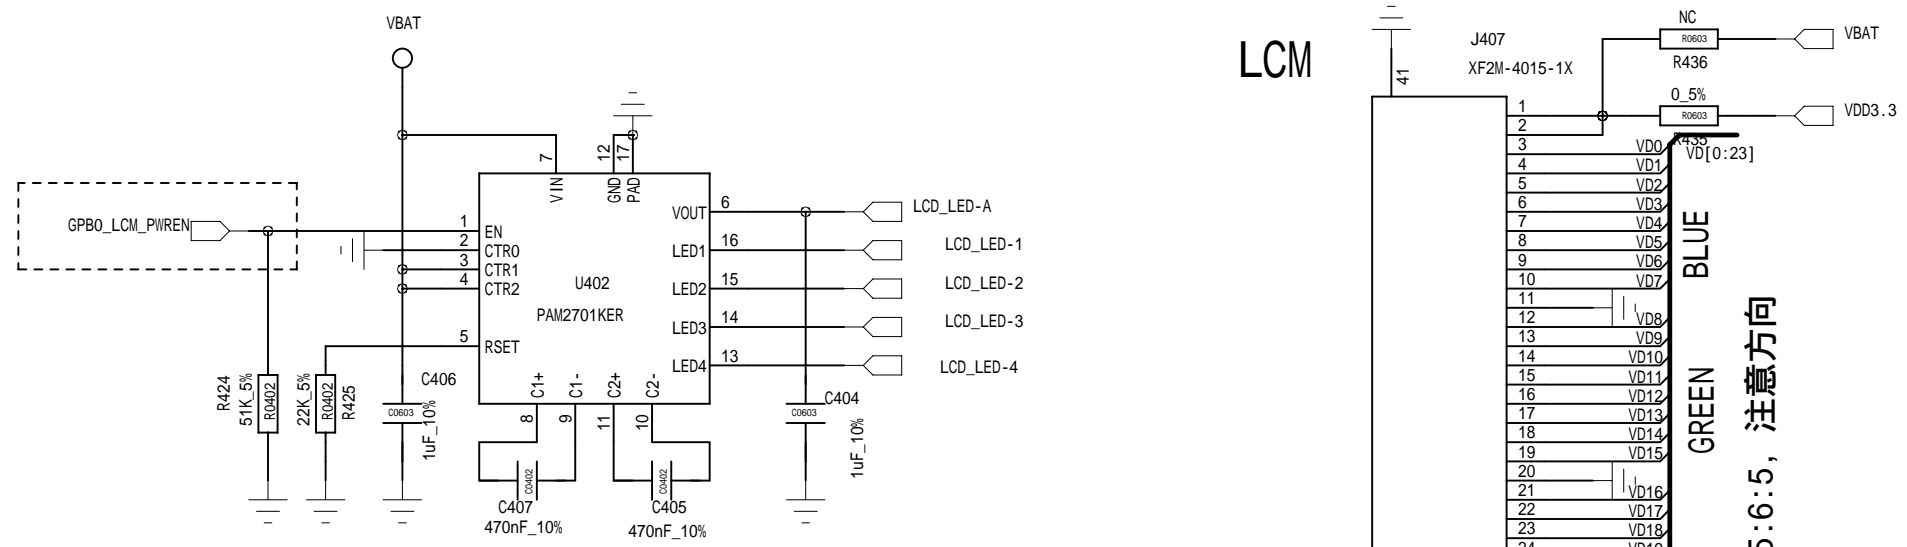 VBAT
7
VIN
12
GND
17
PAD
GPB0_LCM_PWREN
1
EN
2
CTR0
3
CTR1
4
CTR2
5
RSET
U402
PAM2701KER
VOUT
6
LCD_LED-A
LED1
16
LCD_LED-1
LED2
15
LCD_LED-2
LED3
14
LCD_LED-3
LED4
13
LCD_LED-4
C1+
8
C1-
9
C2+
11
C2-
10
R424
51K_5%
R0402
22K_5%
R0402
R425
C406
C0603
1uF_10%
C0402
C407
470nF_10%
C0402
C405
470nF_10%
C404
C0603
1uF_10%
LCM
41
J407
XF2M-4015-1X
NC
R0603
R436
VBAT
0_5%
R0603
R435
VDD3.3
VD[0:23]
1
2
3
VD0
4
VD1
5
VD2
6
VD3
7
VD4
8
VD5
9
VD6
10
VD7
11
12
VD8
13
VD9
14
VD10
15
VD11
16
VD12
17
VD13
18
VD14
19
VD15
20
21
VD16
22
VD17
23
VD18
BLUE
GREEN
:6:5, 注意方向